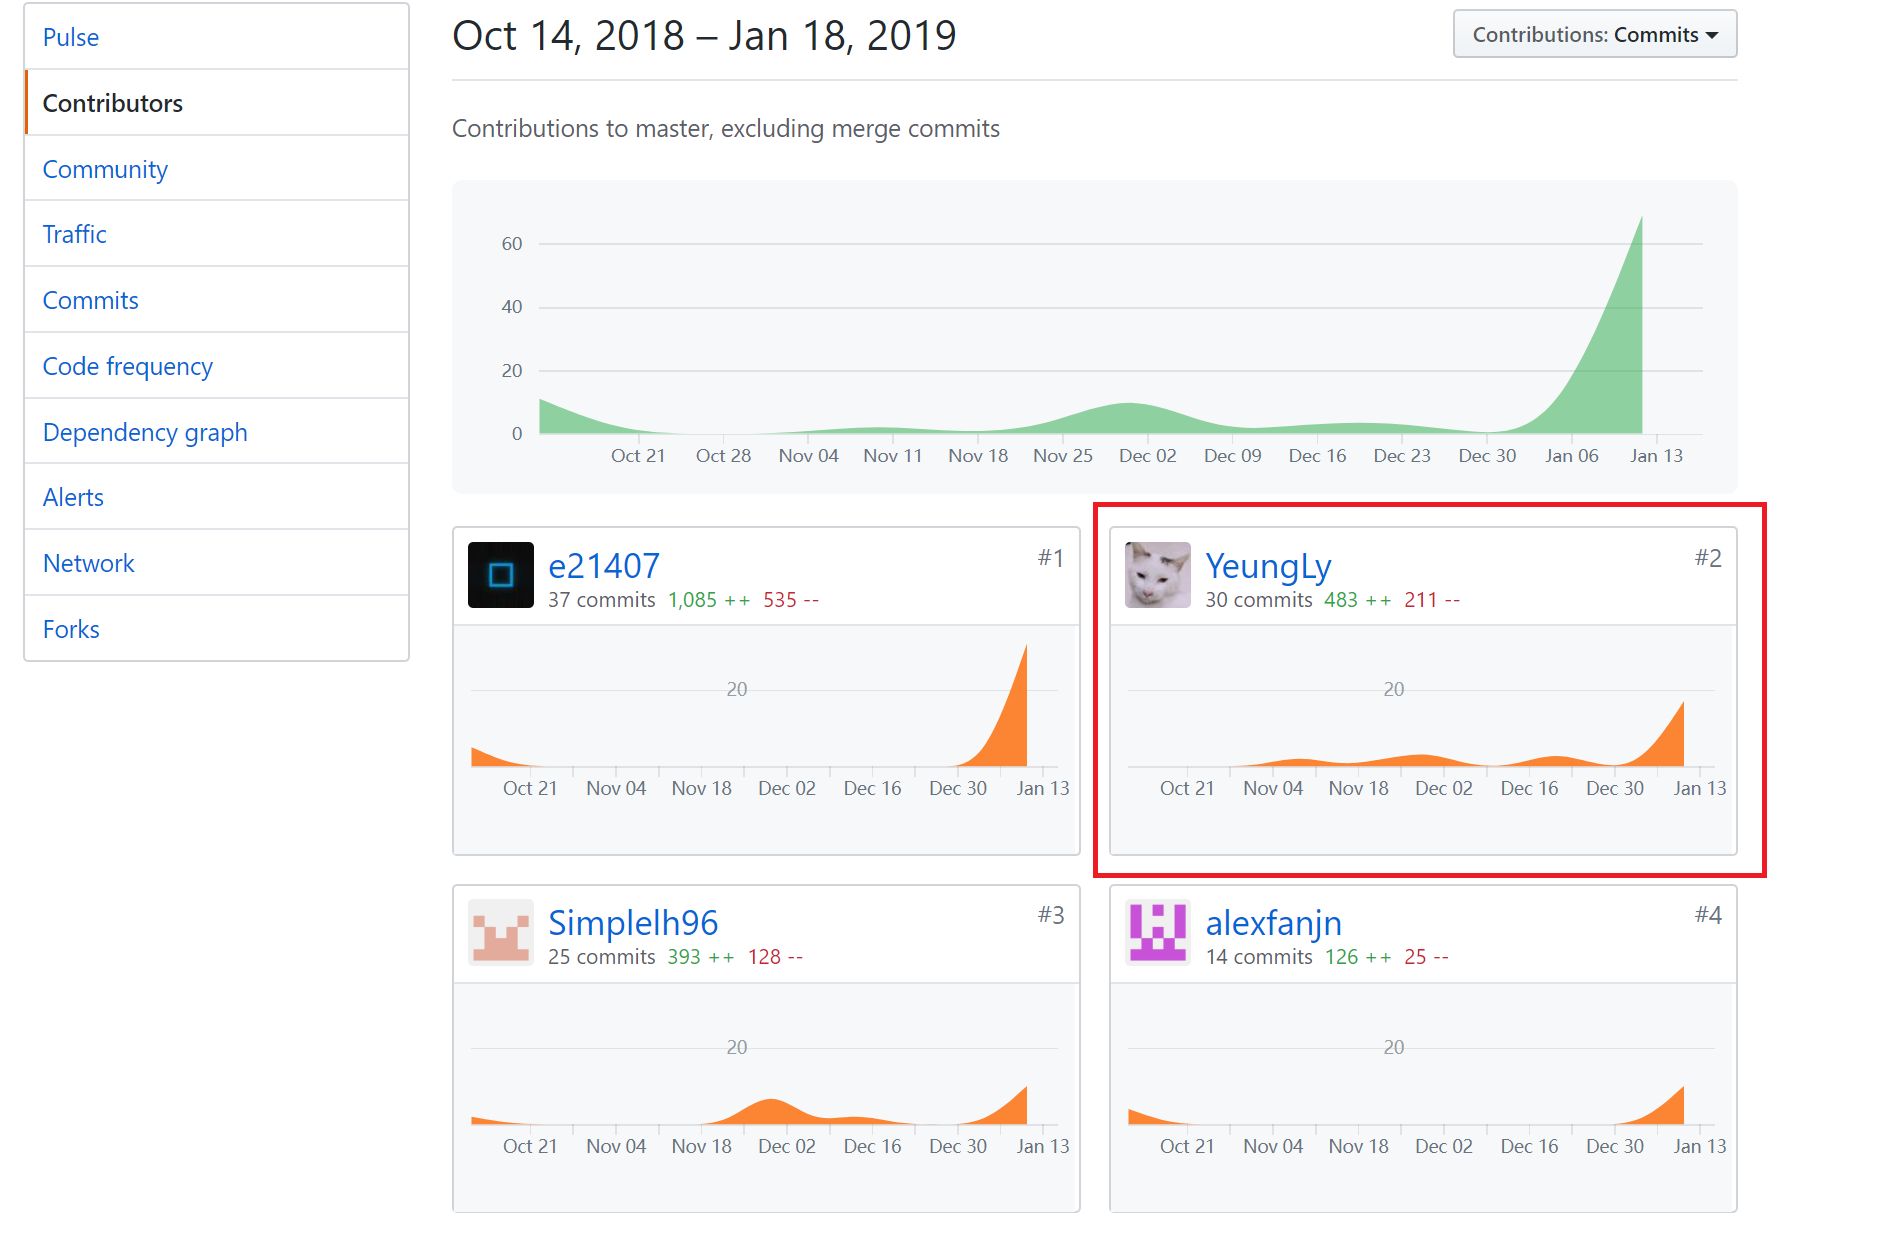 Pulse
Contributors
Community
Traffic
Commits
Code frequency
Dependency graph
Alerts
Network
Forks
Oct 14, 2018 – Jan 18, 2019
Contributions: Commits
Contributions to master, excluding merge commits
60
40
20
0
Oct 21 Oct 28 Nov 04 Nov 11 Nov 18 Nov 25 Dec 02 Dec 09 Dec 16 Dec 23 Dec 30 Jan 06 Jan 13
e21407 #1
37 commits 1,085 ++ 535 --
20
Oct 21 Nov 04 Nov 18 Dec 02 Dec 16 Dec 30 Jan 13
YeungLy #2
30 commits 483 ++ 211 --
20
Oct 21 Nov 04 Nov 18 Dec 02 Dec 16 Dec 30 Jan 13
Simplelh96 #3
25 commits 393 ++ 128 --
20
Oct 21 Nov 04 Nov 18 Dec 02 Dec 16 Dec 30 Jan 13
alexfanjn #4
14 commits 126 ++ 25 --
20
Oct 21 Nov 04 Nov 18 Dec 02 Dec 16 Dec 30 Jan 13